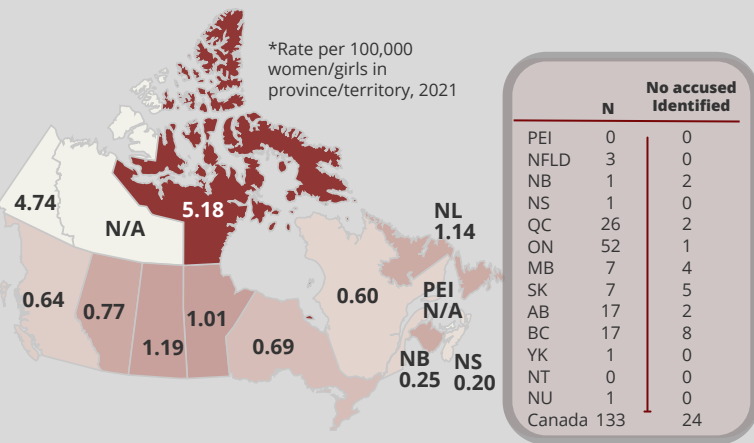 *Rate per 100,000
women/girls in
province/territory, 2021
4.74
N/A
5.18
NL
1.14
0.64
0.77
1.19
1.01
0.69
0.60
PEI
N/A
NB
0.25
NS
0.20
N No accused
Identified
PEI 0 0
NFLD 3 0
NB 1 2
NS 1 0
QC 26 2
ON 52 1
MB 7 4
SK 7 5
AB 17 2
BC 17 8
YK 1 0
NT 0 0
NU 1 0
Canada 133 24